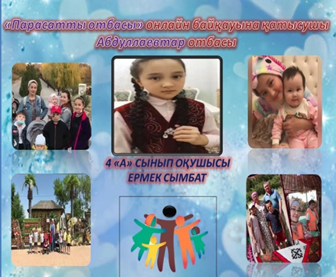 «Парасатты отбасы» онлайн байқауына қатысушы
Абдуллаевтар отбасы
4 «А» СЫНЫП ОҚУШЫСЫ
ЕРМЕК СЫМБАТ